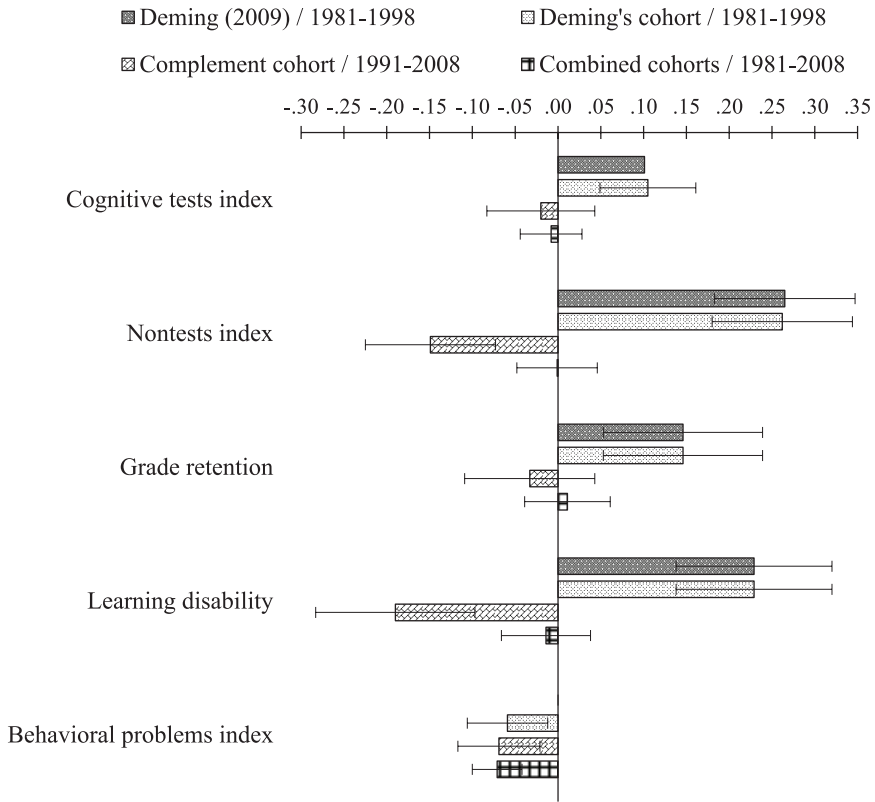 Deming (2009) / 1981-1998 Deming's cohort / 1981-1998
Complement cohort / 1991-2008 Combined cohorts / 1981-2008
-.30 -.25 -.20 -.15 -.10 -.05 .00 .05 .10 .15 .20 .25 .30 .35
Cognitive tests index
Nontests index
Grade retention
Learning disability
Behavioral problems index